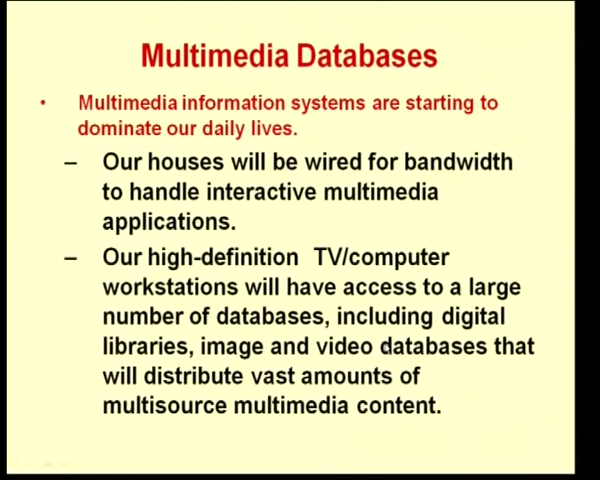 Multimedia Databases
• Multimedia information systems are starting to
dominate our daily lives.
– Our houses will be wired for bandwidth
to handle interactive multimedia
applications.
– Our high-definition TV/computer
workstations will have access to a large
number of databases, including digital
libraries, image and video databases that
will distribute vast amounts of
multisource multimedia content.